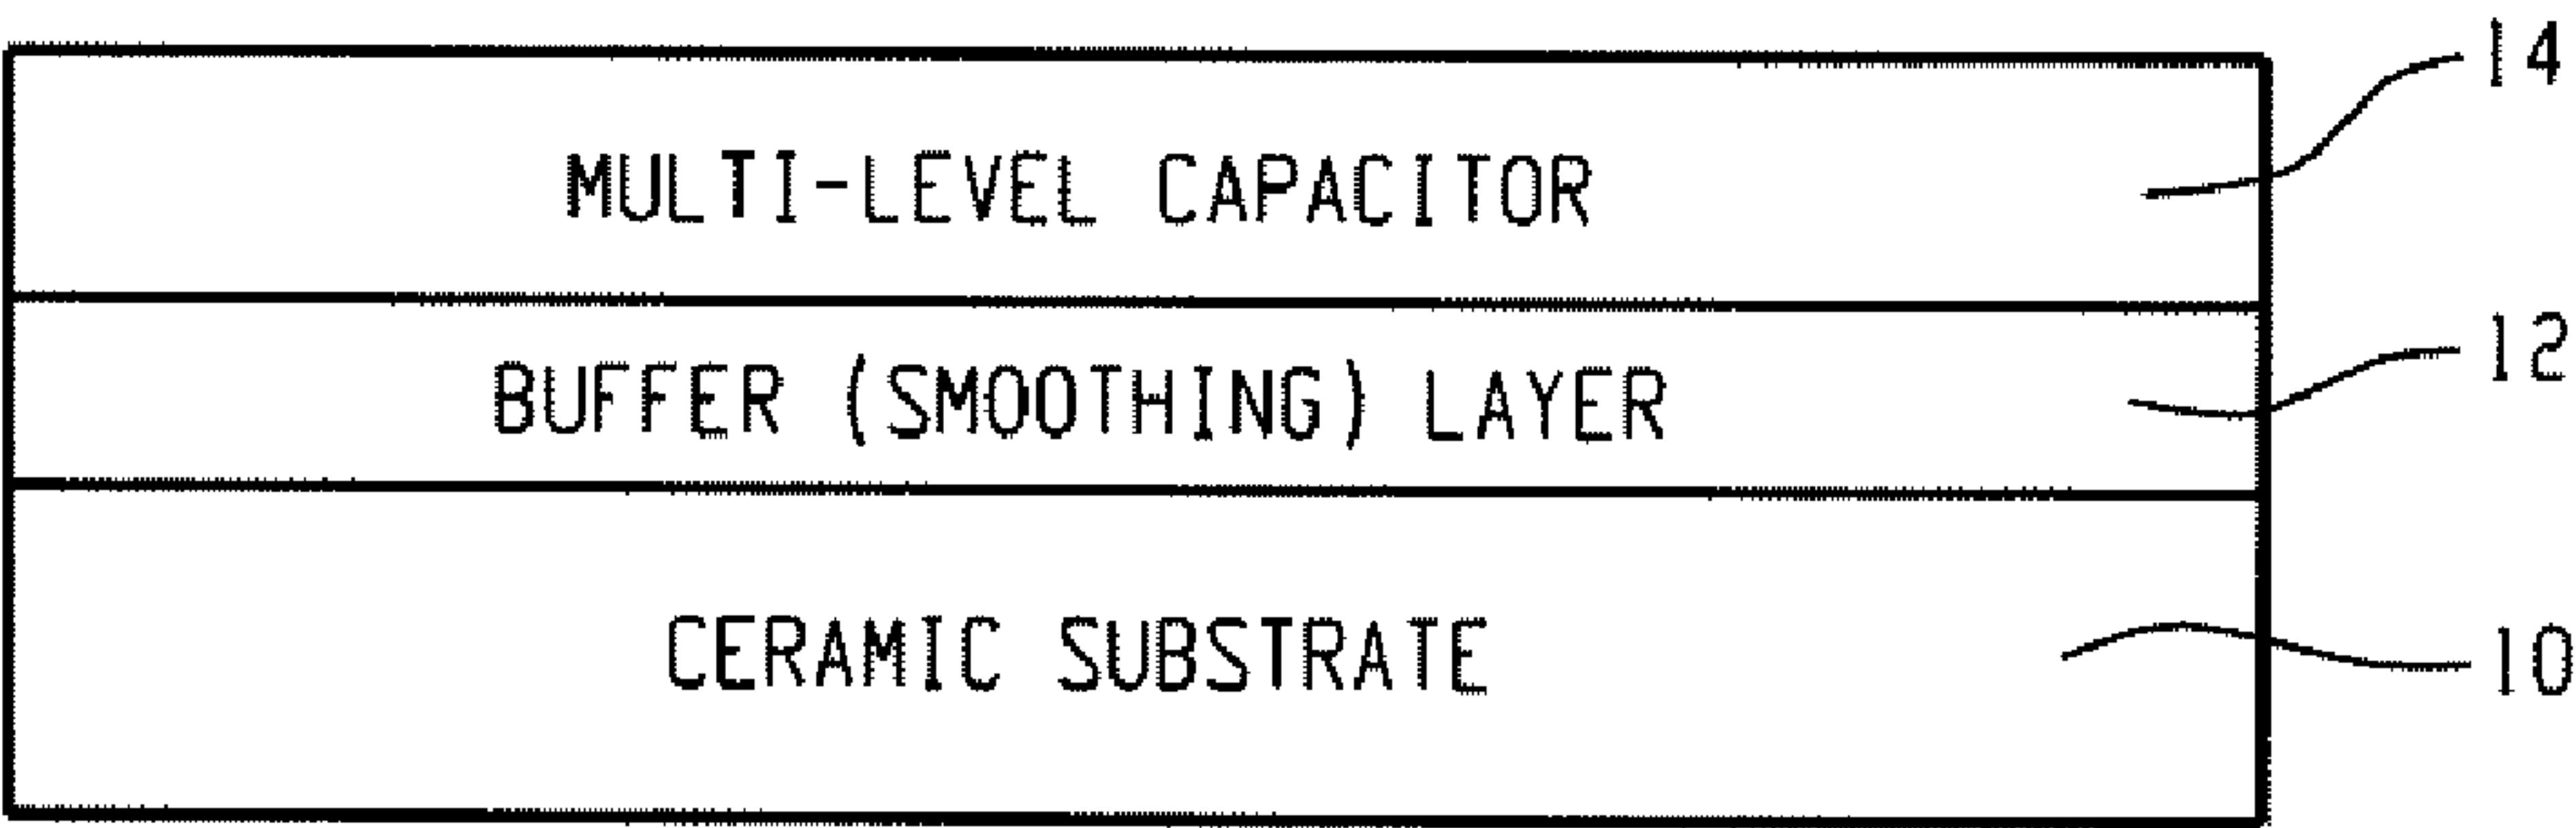 14
MULTI-LEVEL CAPACITOR
12
BUFFER (SMOOTHING) LAYER
CERAMIC SUBSTRATE
10